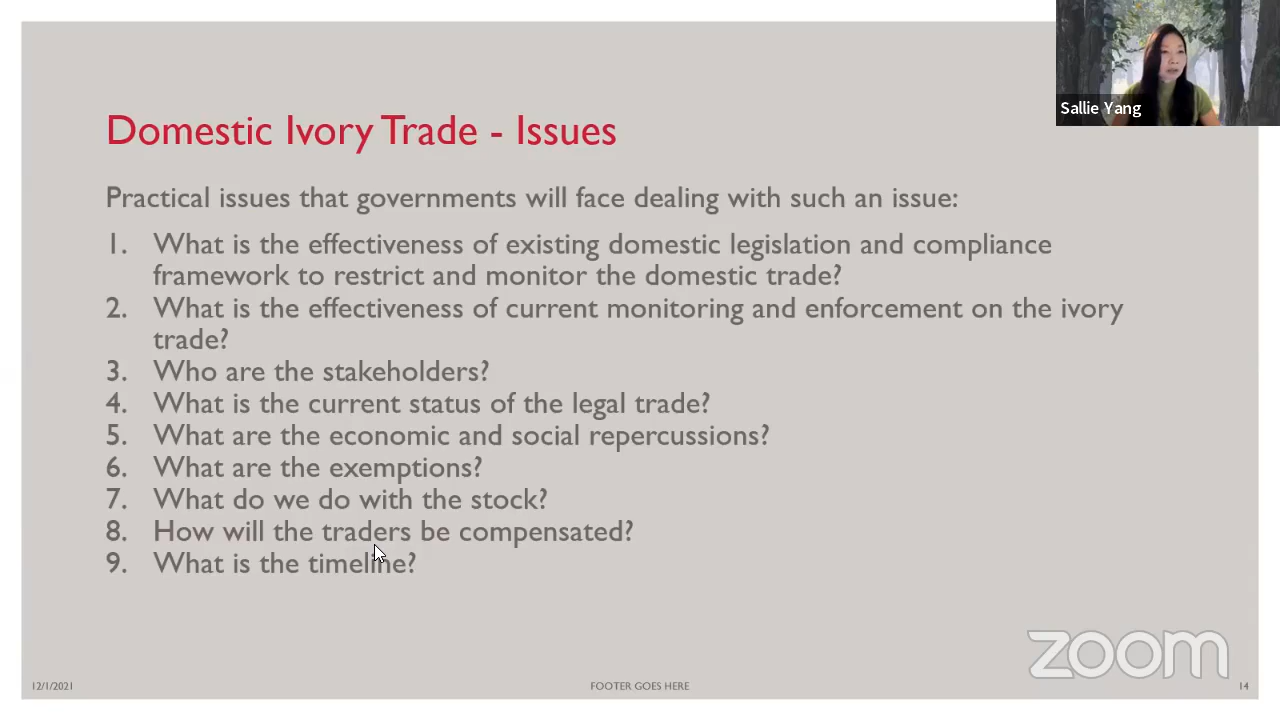 Sallie Yang
Domestic Ivory Trade - Issues
Practical issues that governments will face dealing with such an issue:
1. What is the effectiveness of existing domestic legislation and compliance
framework to restrict and monitor the domestic trade?
2. What is the effectiveness of current monitoring and enforcement on the ivory
trade?
3. Who are the stakeholders?
4. What is the current status of the legal trade?
5. What are the economic and social repercussions?
6. What are the exemptions?
7. What do we do with the stock?
8. How will the traders be compensated?
9. What is the timeline?
zoom
12/1/2021
FOOTER GOES HERE
14